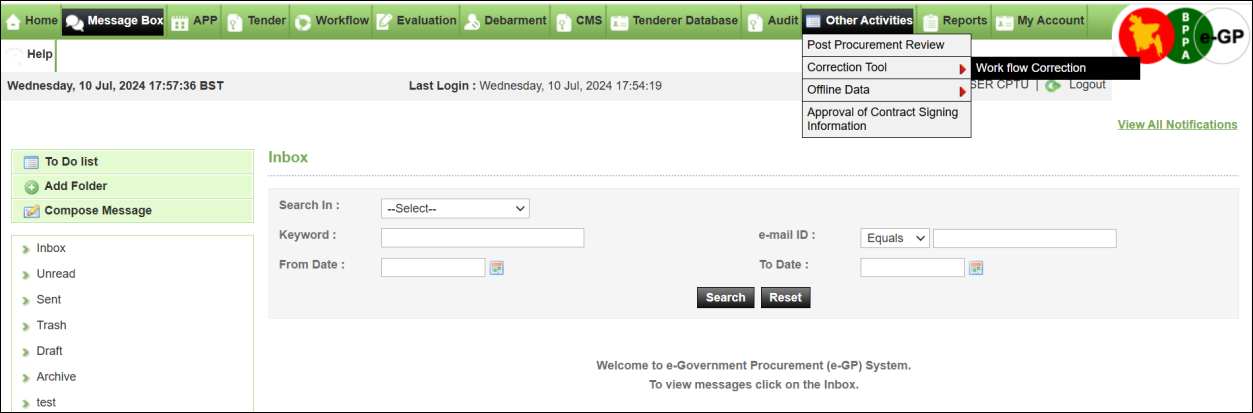 Home Message Box APP Tender Workflow Evaluation Debarment CMS Tenderer Database Audit Other Activities Reports My Account
Help
BPPA e-GP
Post Procurement Review
Correction Tool
Work flow Correction
Offline Data
Approval of Contract Signing
Information
Wednesday, 10 Jul, 2024 17:57:36 BST Last Login : Wednesday, 10 Jul, 2024 17:54:19 SER CPTU | Logout
View All Notifications
To Do list
Add Folder
Compose Message
Inbox
Unread
Sent
Trash
Draft
Archive
test
Inbox
Search In : --Select--
Keyword : e-mail ID : Equals
From Date : To Date :
Search Reset
Welcome to e-Government Procurement (e-GP) System.
To view messages click on the Inbox.